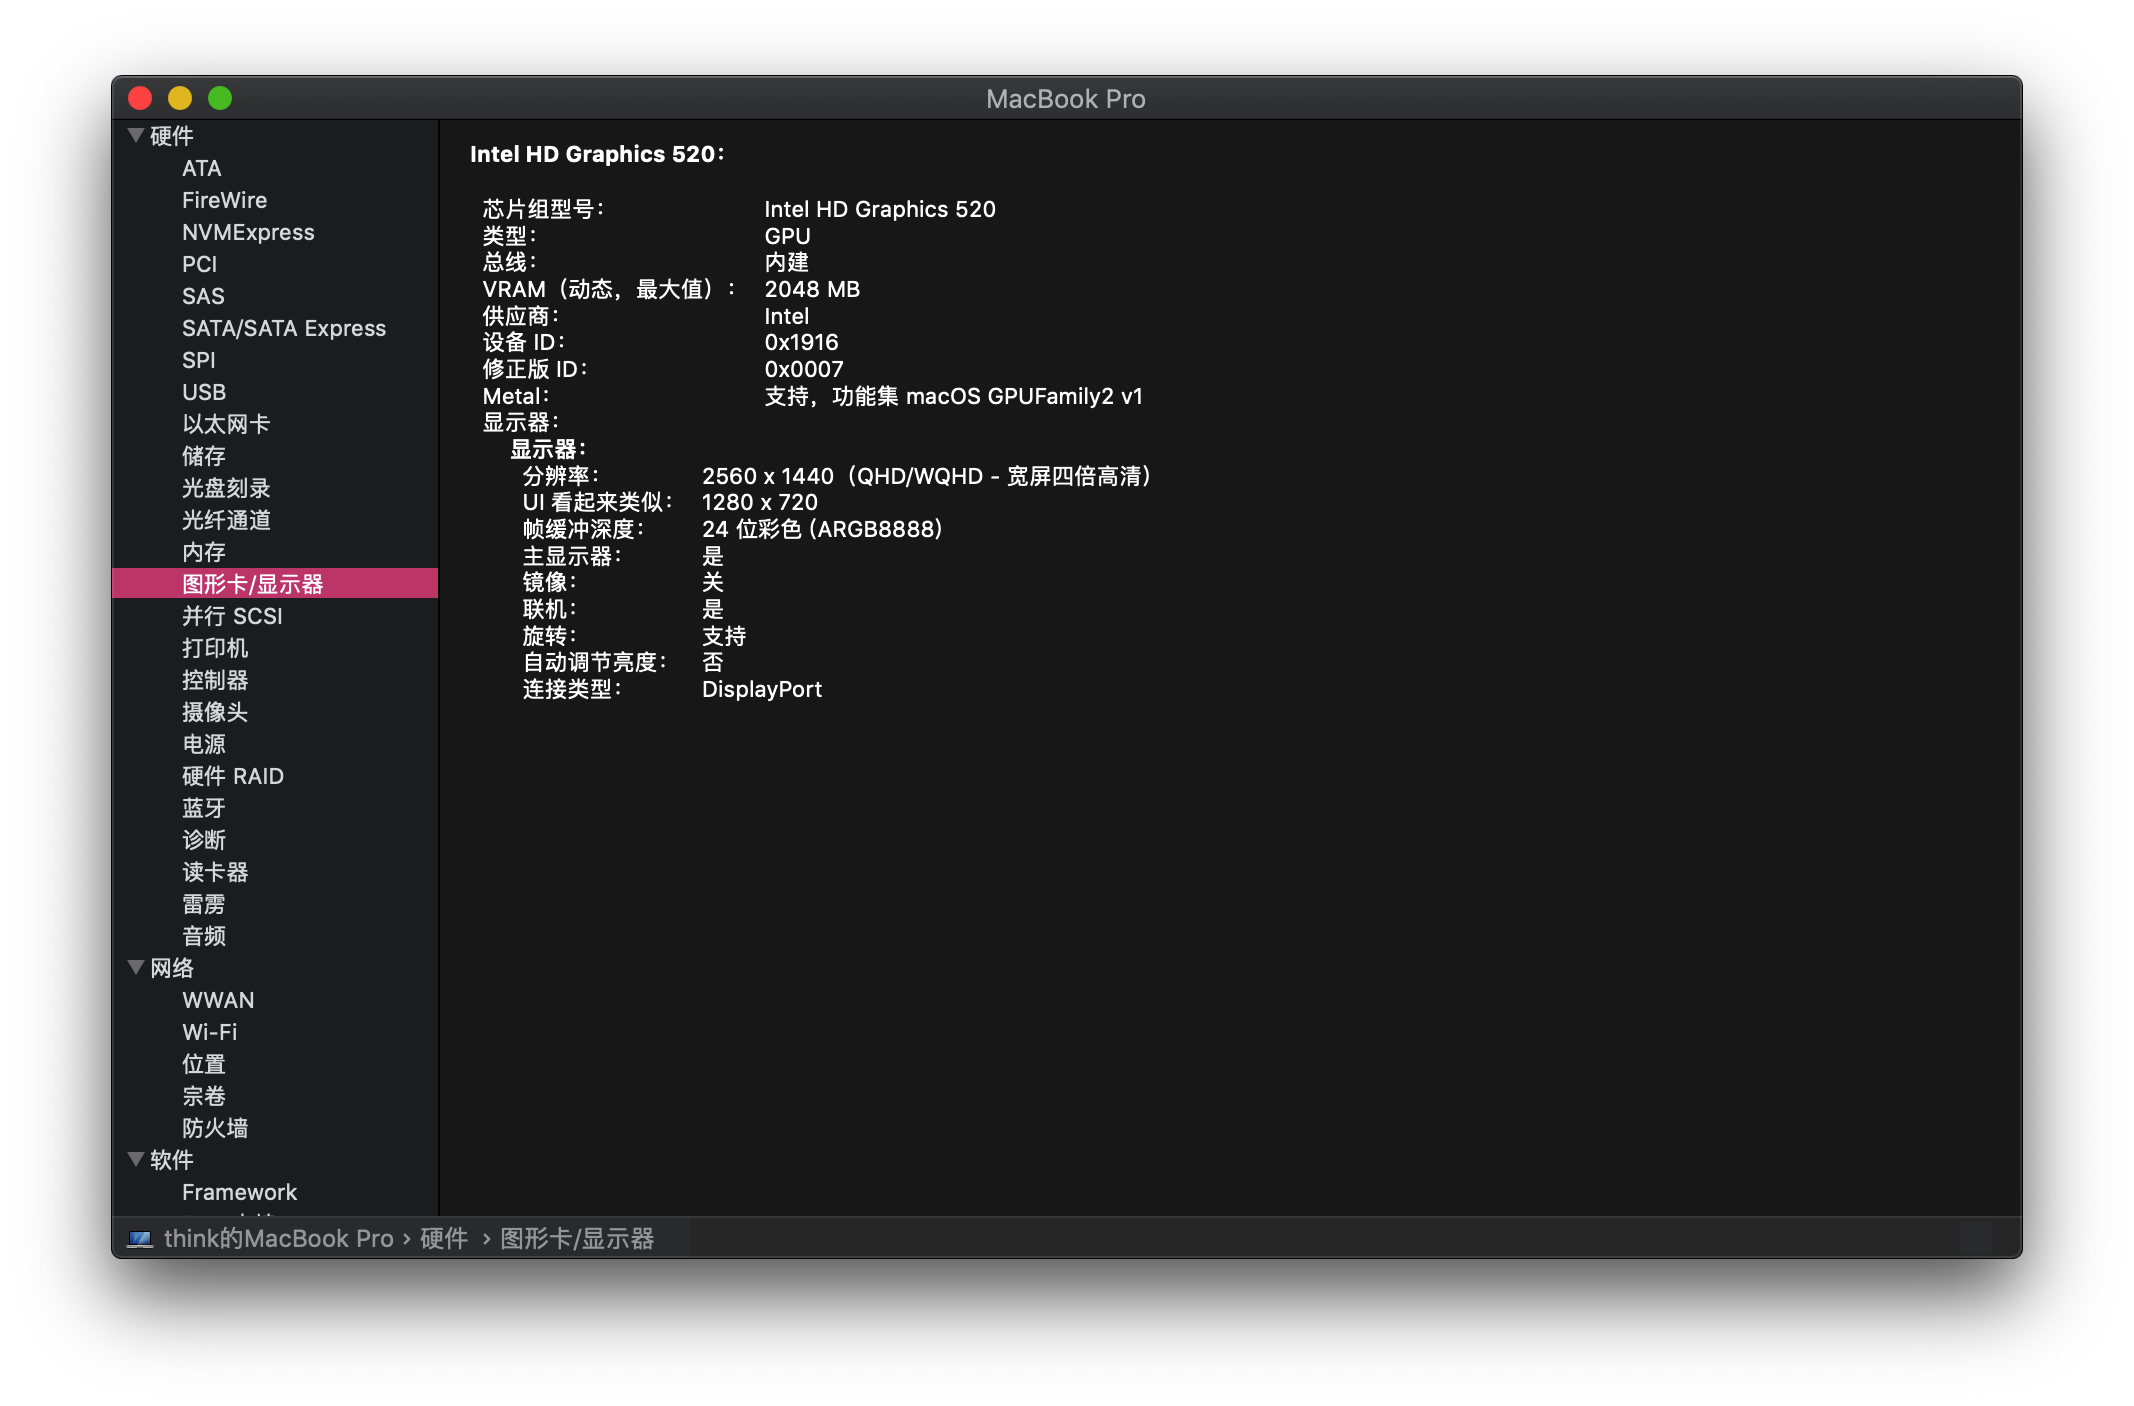 MacBook Pro
硬件
ATA
FireWire
NVMExpress
PCI
SAS
SATA/SATA Express
SPI
USB
以太网卡
储存
光盘刻录
光纤通道
内存
图形卡/显示器
并行 SCSI
打印机
控制器
摄像头
电源
硬件 RAID
蓝牙
诊断
读卡器
雷雳
音频
网络
WWAN
Wi-Fi
位置
宗卷
防火墙
软件
Framework
Intel HD Graphics 520：
芯片组型号： Intel HD Graphics 520
类型： GPU
总线： 内建
VRAM（动态，最大值）： 2048 MB
供应商： Intel
设备 ID： 0x1916
修正版 ID： 0x0007
Metal： 支持，功能集 macOS GPUFamily2 v1
显示器：
显示器：
分辨率： 2560 x 1440（QHD/WQHD - 宽屏四倍高清）
UI 看起来类似： 1280 x 720
帧缓冲深度： 24 位彩色 (ARGB8888)
主显示器： 是
镜像： 关
联机： 是
旋转： 支持
自动调节亮度： 否
连接类型： DisplayPort
think的MacBook Pro › 硬件 › 图形卡/显示器